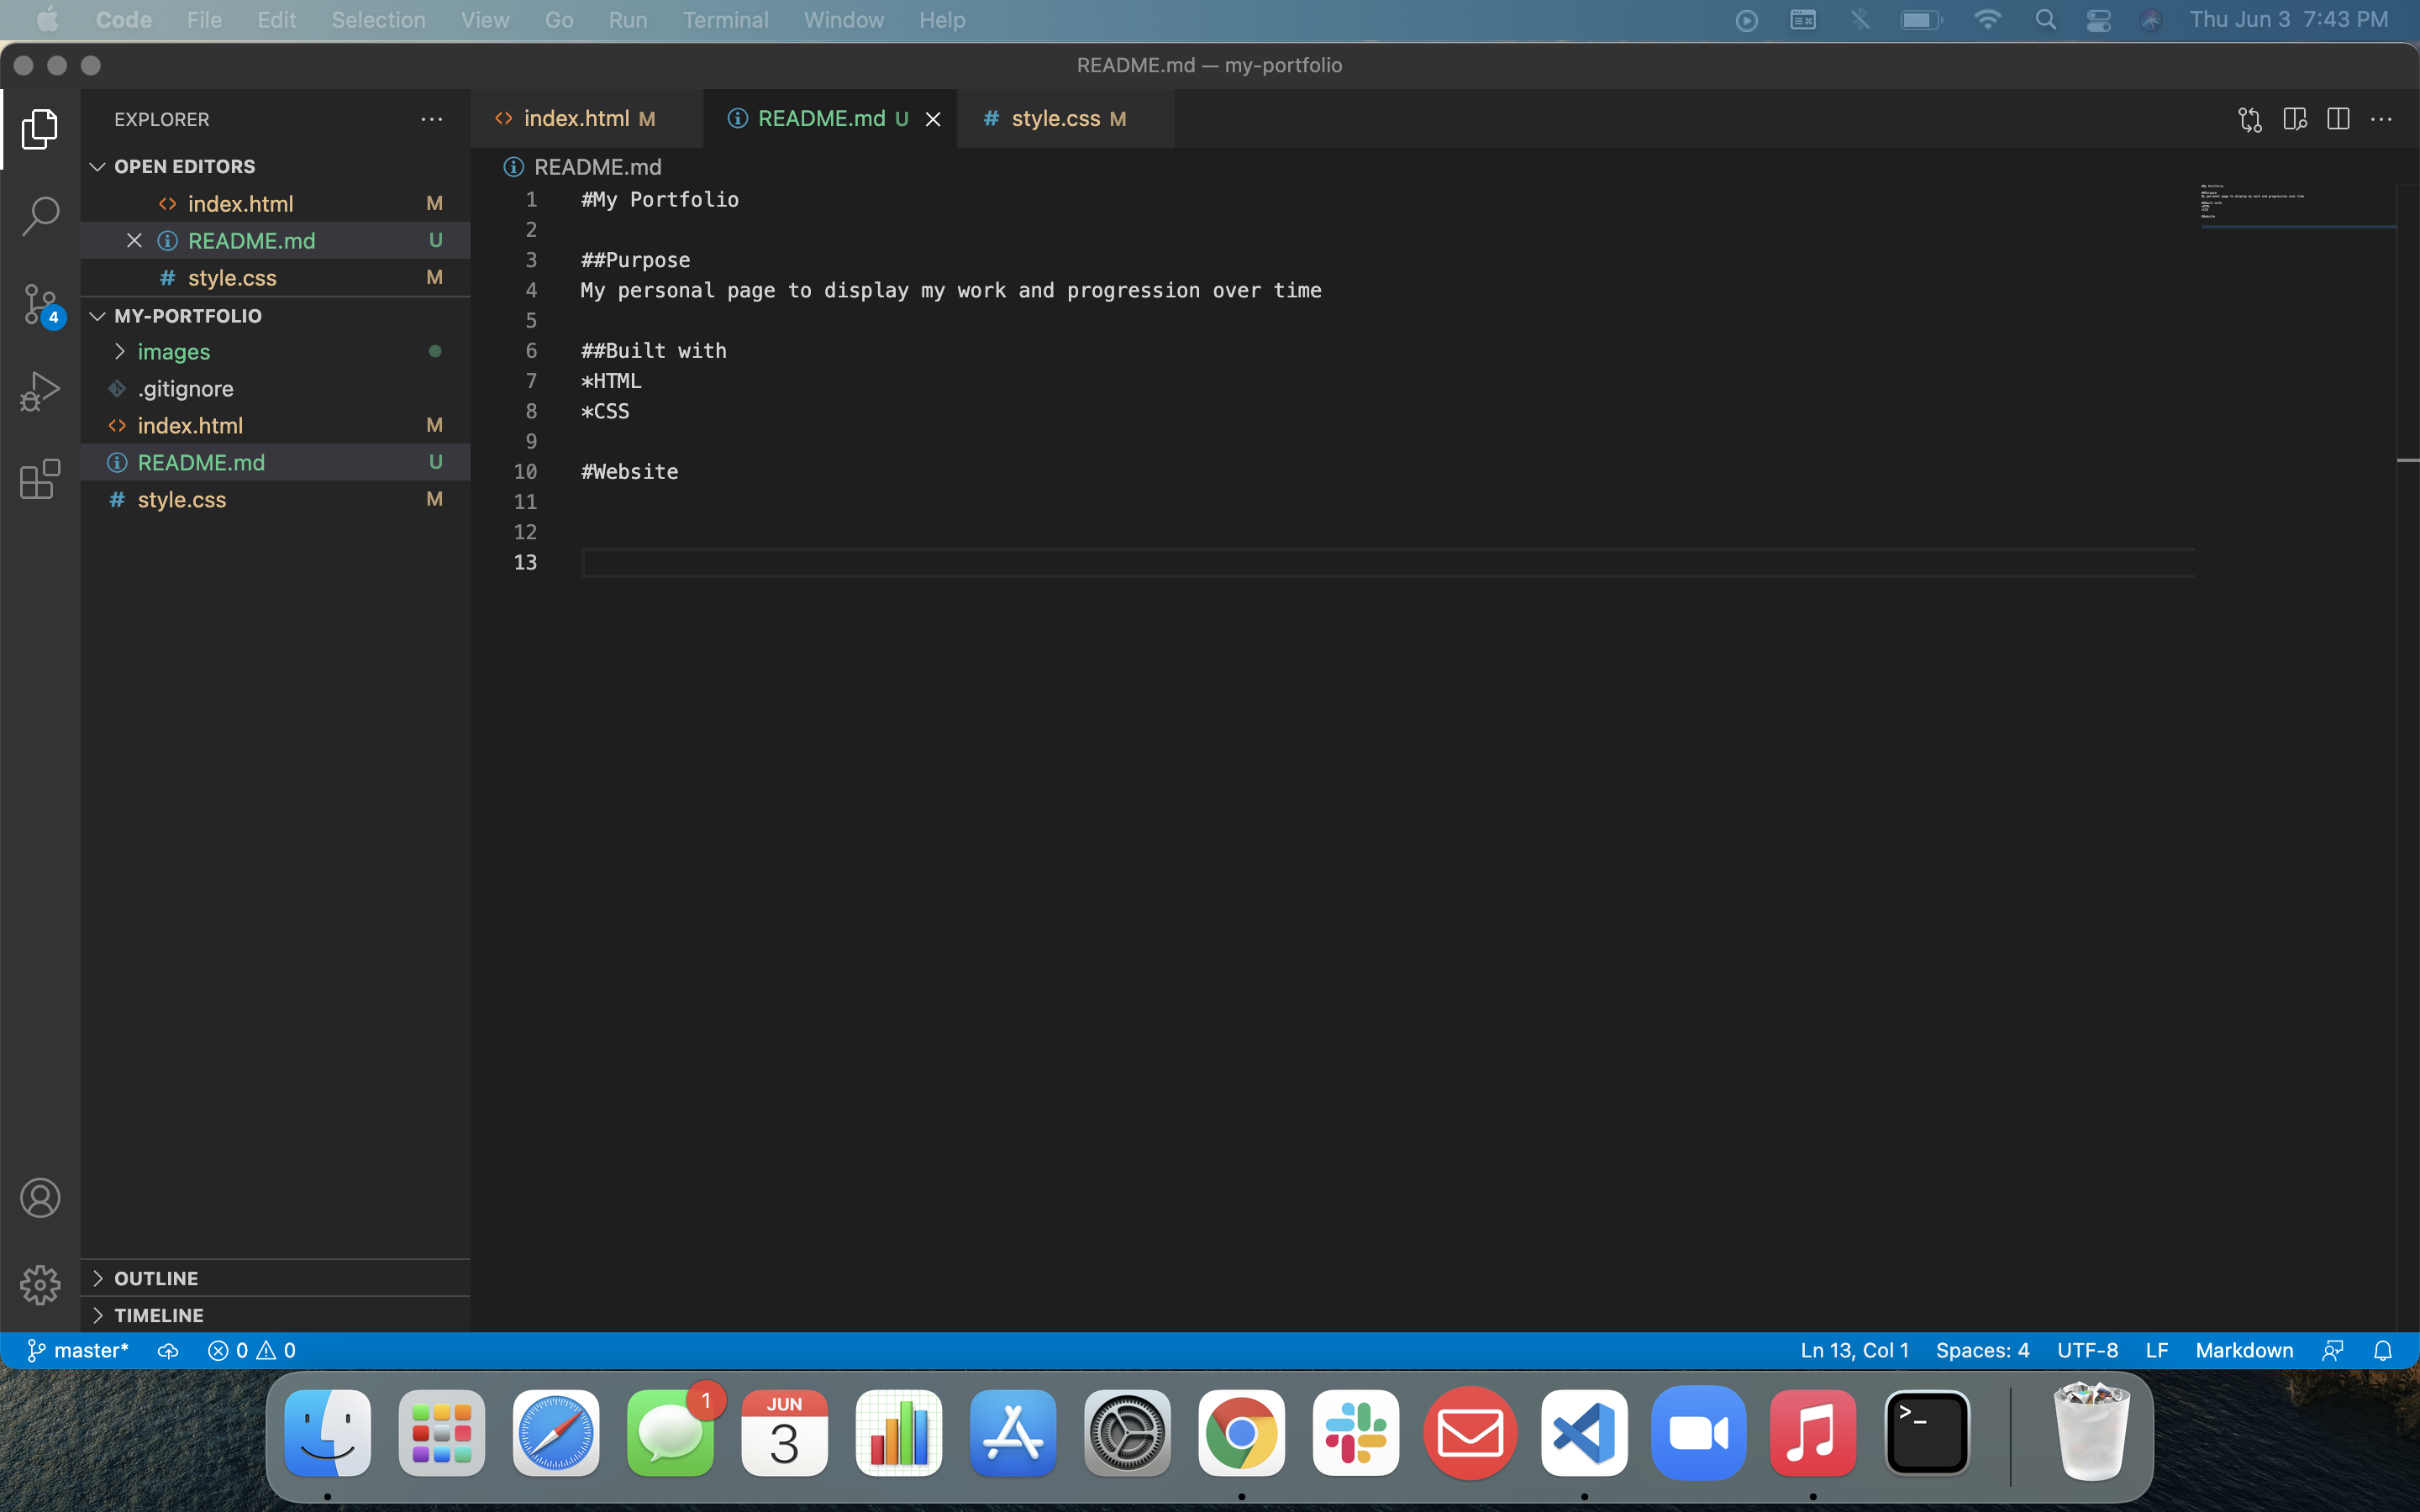 Code File Edit Selection View Go Run Terminal Window Help Thu Jun 3 7:43 PM
README.md — my-portfolio
EXPLORER
index.html M
README.md U
style.css M
OPEN EDITORS
index.html M
README.md U
style.css M
MY-PORTFOLIO
images
.gitignore
index.html M
README.md U
style.css M
4
README.md
1 #My Portfolio
2
3 ##Purpose
4 My personal page to display my work and progression over time
5
6 ##Built with
7 *HTML
8 *CSS
9
10 #Website
11
12
13
OUTLINE
TIMELINE
master* 0 0 Ln 13, Col 1 Spaces: 4 UTF-8 LF Markdown
1
JUN
3
>_